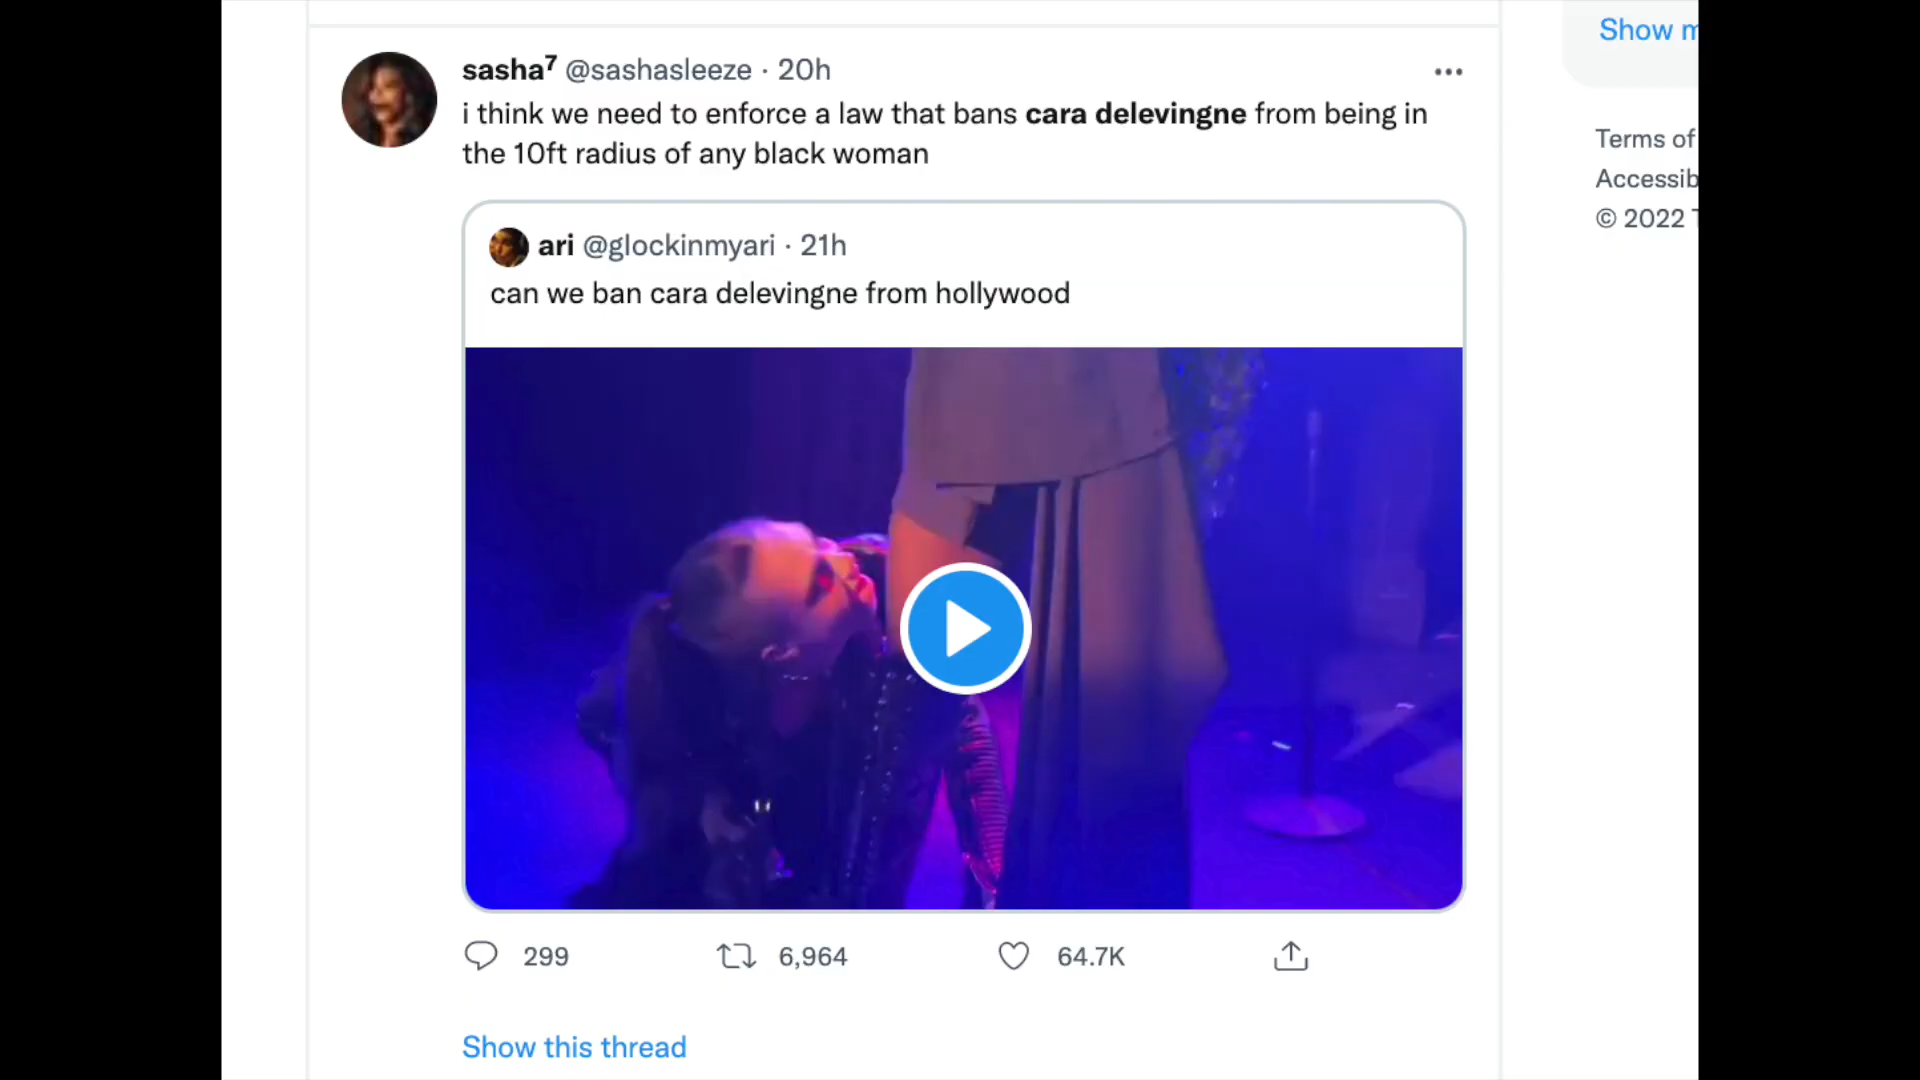 Show m
sasha⁷ @sashasleeze · 20h
i think we need to enforce a law that bans cara delevingne from being in
the 10ft radius of any black woman
Terms of
Accessib
© 2022 T
ari @glockinmyari · 21h
can we ban cara delevingne from hollywood
299 6,964 64.7K
Show this thread